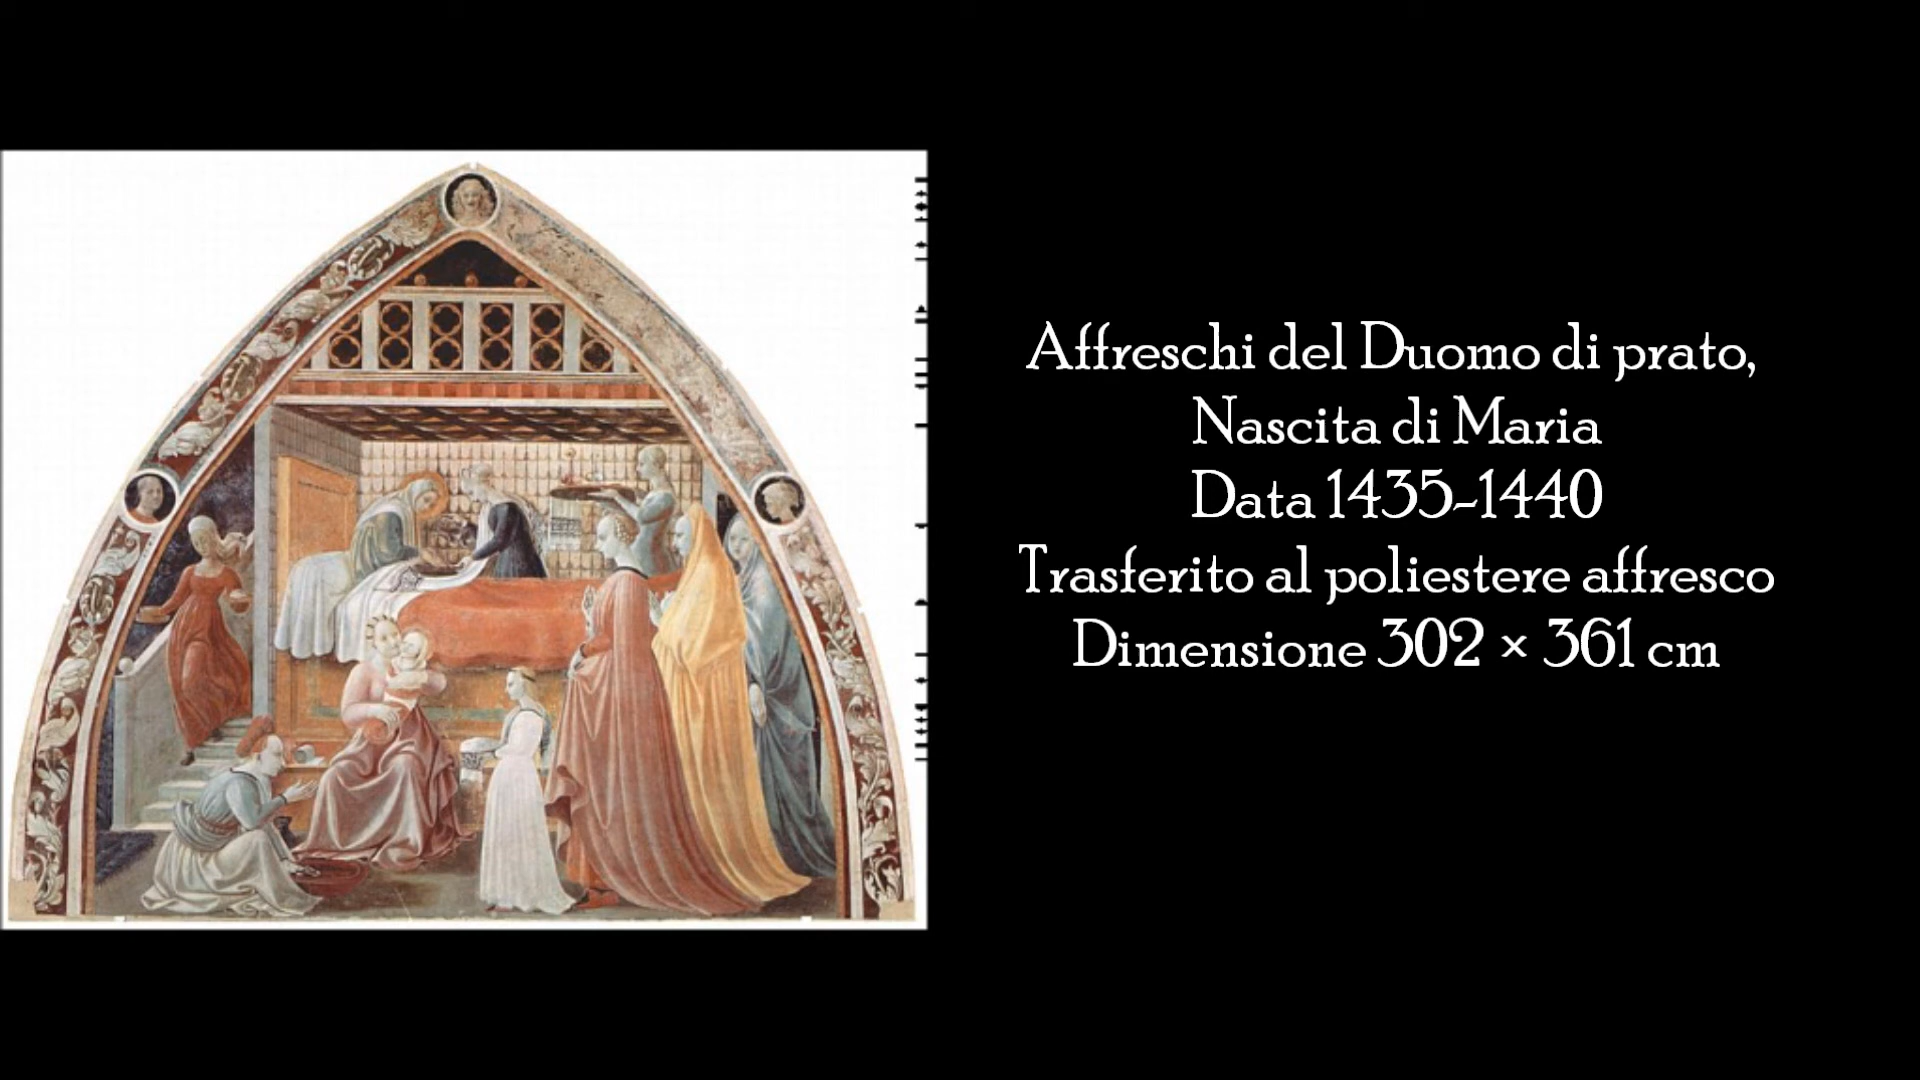 Affreschi del Duomo di prato,
Nascita di Maria
Data 1435-1440
Trasferito al poliestere affresco
Dimensione 302 × 361 cm